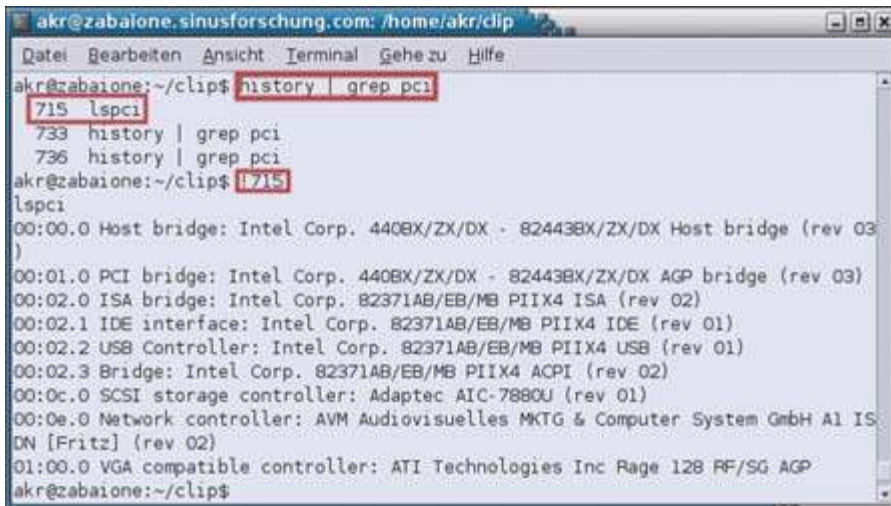 akr@zabaione.sinusforschung.com: /home/akr/clip
Datei Bearbeiten Ansicht Terminal Gehe zu Hilfe
akr@zabaione:~/clip$ history | grep pci
715 lspci
733 history | grep pci
736 history | grep pci
akr@zabaione:~/clip$ !715
lspci
00:00.0 Host bridge: Intel Corp. 440BX/ZX/DX - 82443BX/ZX/DX Host bridge (rev 03
)
00:01.0 PCI bridge: Intel Corp. 440BX/ZX/DX - 82443BX/ZX/DX AGP bridge (rev 03)
00:02.0 ISA bridge: Intel Corp. 82371AB/EB/MB PIIX4 ISA (rev 02)
00:02.1 IDE interface: Intel Corp. 82371AB/EB/MB PIIX4 IDE (rev 01)
00:02.2 USB Controller: Intel Corp. 82371AB/EB/MB PIIX4 USB (rev 01)
00:02.3 Bridge: Intel Corp. 82371AB/EB/MB PIIX4 ACPI (rev 02)
00:0c.0 SCSI storage controller: Adaptec AIC-7880U (rev 01)
00:0e.0 Network controller: AVM Audiovisuelles MKTG & Computer System GmbH A1 IS
DN [Fritz] (rev 02)
01:00.0 VGA compatible controller: ATI Technologies Inc Rage 128 RF/SG AGP
akr@zabaione:~/clip$